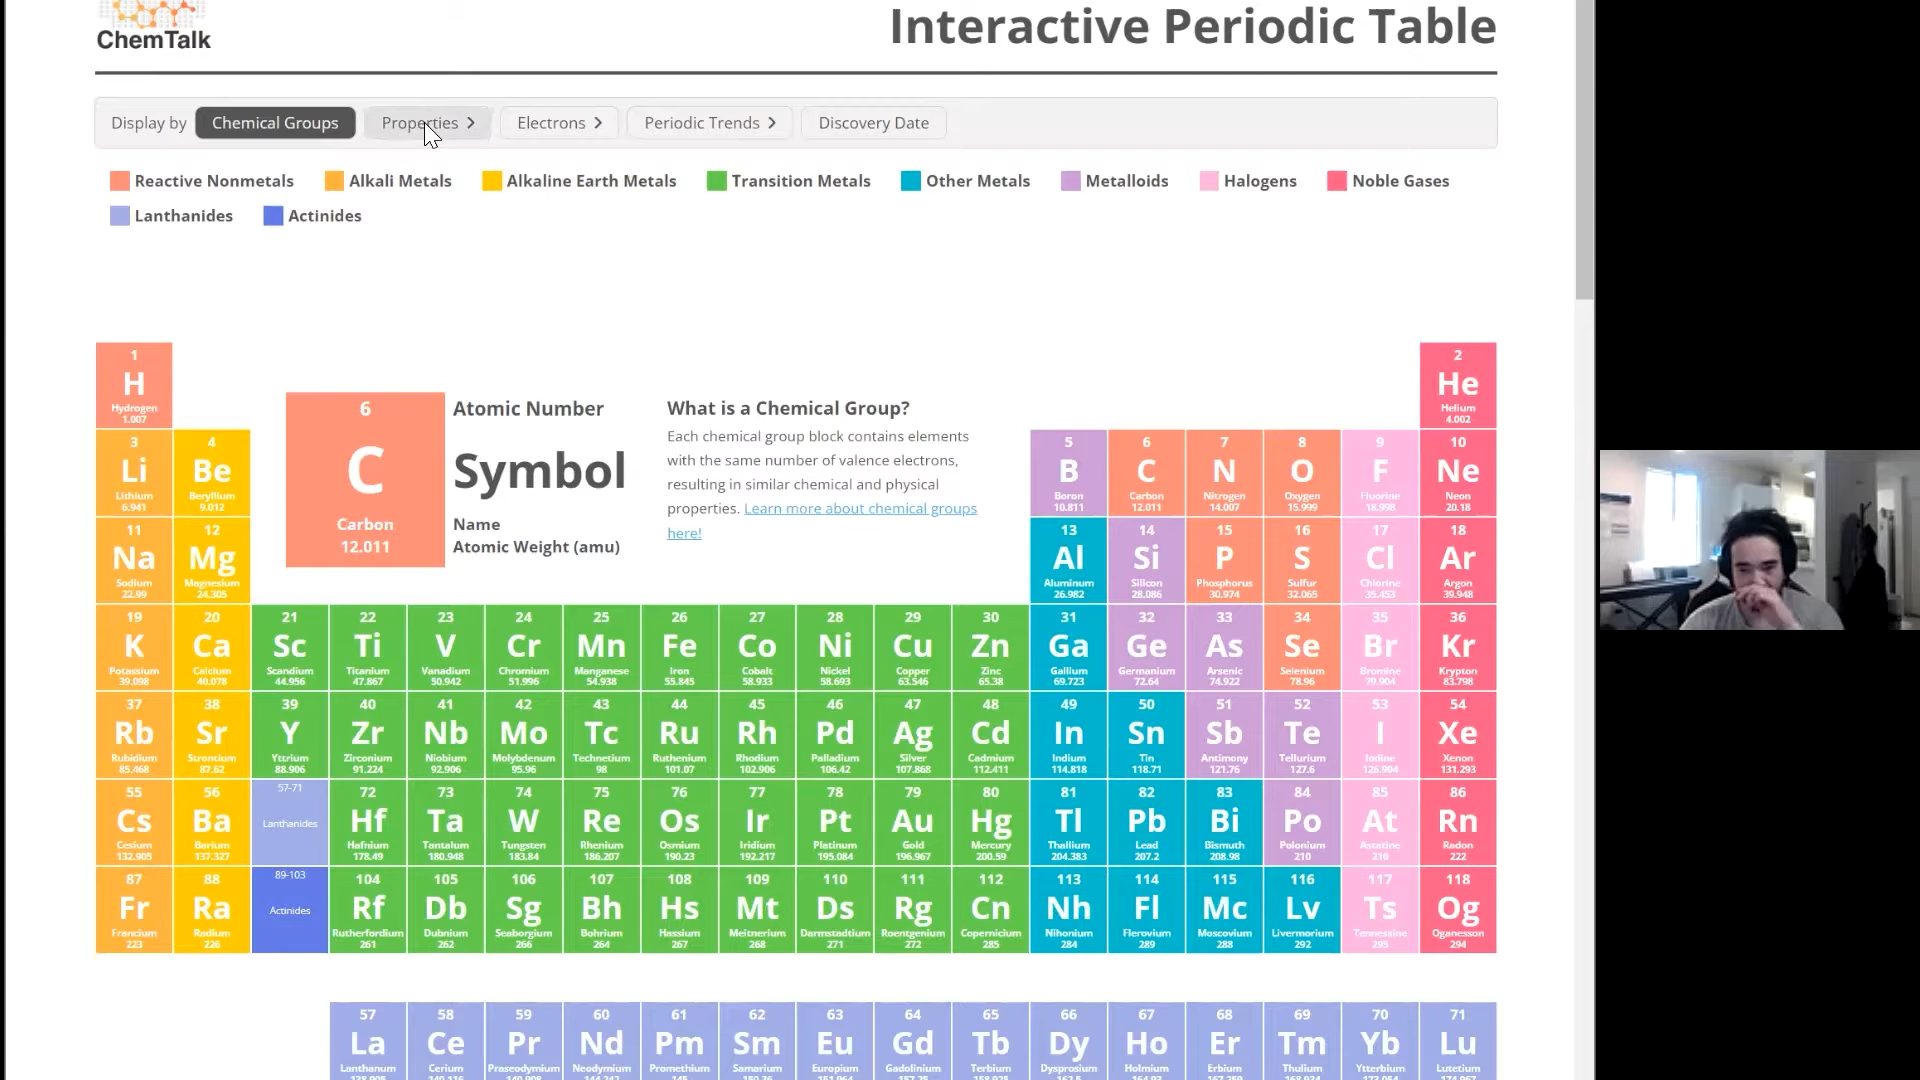 ChemTalk
Interactive Periodic Table
Display by Chemical Groups Properties Electrons Periodic Trends Discovery Date
Reactive Nonmetals Alkali Metals Alkaline Earth Metals Transition Metals Other Metals Metalloids Halogens Noble Gases
Lanthanides Actinides
1 2
H He
Hydrogen Helium
1.007 4.002
6 Atomic Number
C Symbol
Carbon Name
12.011 Atomic Weight (amu)
What is a Chemical Group?
Each chemical group block contains elements
with the same number of valence electrons,
resulting in similar chemical and physical
properties. Learn more about chemical groups
here!
3 4 5 6 7 8 9 10
Li Be B C N O F Ne
Lithium Beryllium Boron Carbon Nitrogen Oxygen Fluorine Neon
6.941 9.012 10.811 12.011 14.007 15.999 18.998 20.18
11 12 13 14 15 16 17 18
Na Mg Al Si P S Cl Ar
Sodium Magnesium Aluminum Silicon Phosphorus Sulfur Chlorine Argon
22.99 24.305 26.982 28.086 30.974 32.065 35.453 39.948
19 20 21 22 23 24 25 26 27 28 29 30 31 32 33 34 35 36
K Ca Sc Ti V Cr Mn Fe Co Ni Cu Zn Ga Ge As Se Br Kr
Potassium Calcium Scandium Titanium Vanadium Chromium Manganese Iron Cobalt Nickel Copper Zinc Gallium Germanium Arsenic Selenium Bromine Krypton
39.098 40.078 44.956 47.867 50.942 51.996 54.938 55.845 58.933 58.693 63.546 65.38 69.723 72.64 74.922 78.96 79.904 83.798
37 38 39 40 41 42 43 44 45 46 47 48 49 50 51 52 53 54
Rb Sr Y Zr Nb Mo Tc Ru Rh Pd Ag Cd In Sn Sb Te I Xe
Rubidium Strontium Yttrium Zirconium Niobium Molybdenum Technetium Ruthenium Rhodium Palladium Silver Cadmium Indium Tin Antimony Tellurium Iodine Xenon
85.468 87.62 88.906 91.224 92.906 95.96 98 101.07 102.906 106.42 107.868 112.411 114.818 118.71 121.76 127.6 126.904 131.293
55 56 57-71 72 73 74 75 76 77 78 79 80 81 82 83 84 85 86
Cs Ba Lanthanides Hf Ta W Re Os Ir Pt Au Hg Tl Pb Bi Po At Rn
Cesium Barium Hafnium Tantalum Tungsten Rhenium Osmium Iridium Platinum Gold Mercury Thallium Lead Bismuth Polonium Astatine Radon
132.905 137.327 178.49 180.948 183.84 186.207 190.23 192.217 195.084 196.967 200.59 204.383 207.2 208.98 210 210 222
87 88 89-103 104 105 106 107 108 109 110 111 112 113 114 115 116 117 118
Fr Ra Actinides Rf Db Sg Bh Hs Mt Ds Rg Cn Nh Fl Mc Lv Ts Og
Francium Radium Rutherfordium Dubnium Seaborgium Bohrium Hassium Meitnerium Darmstadtium Roentgenium Copernicium Nihonium Flerovium Moscovium Livermorium Tennessine Oganesson
223 226 261 262 266 264 267 268 271 272 285 284 289 288 292 295 294
57 58 59 60 61 62 63 64 65 66 67 68 69 70 71
La Ce Pr Nd Pm Sm Eu Gd Tb Dy Ho Er Tm Yb Lu
Lanthanum Cerium Praseodymium Neodymium Promethium Samarium Europium Gadolinium Terbium Dysprosium Holmium Erbium Thulium Ytterbium Lutetium